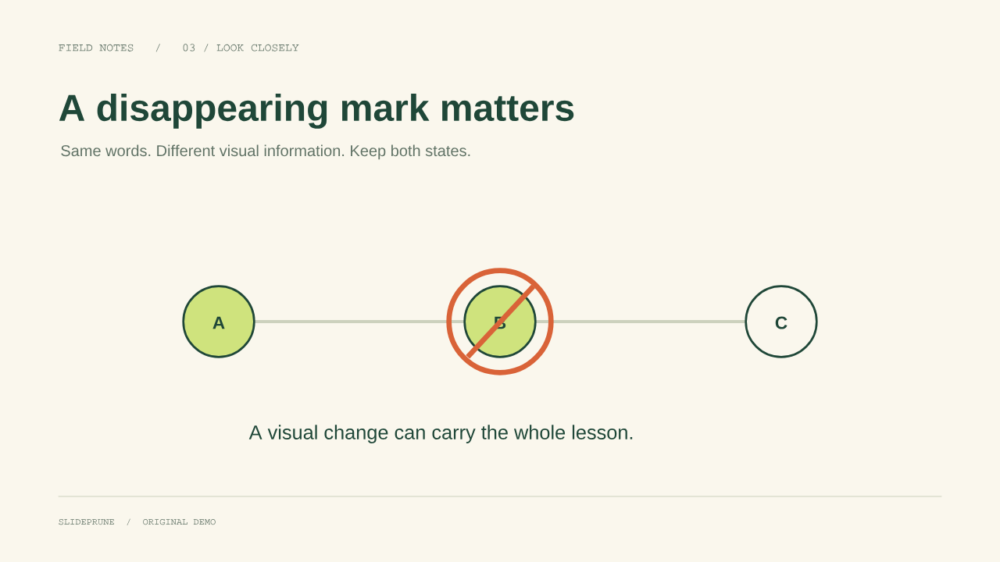 FIELD NOTES / 03 / LOOK CLOSELY
A disappearing mark matters
Same words. Different visual information. Keep both states.
A B C
A visual change can carry the whole lesson.
SLIDEPRUNE / ORIGINAL DEMO